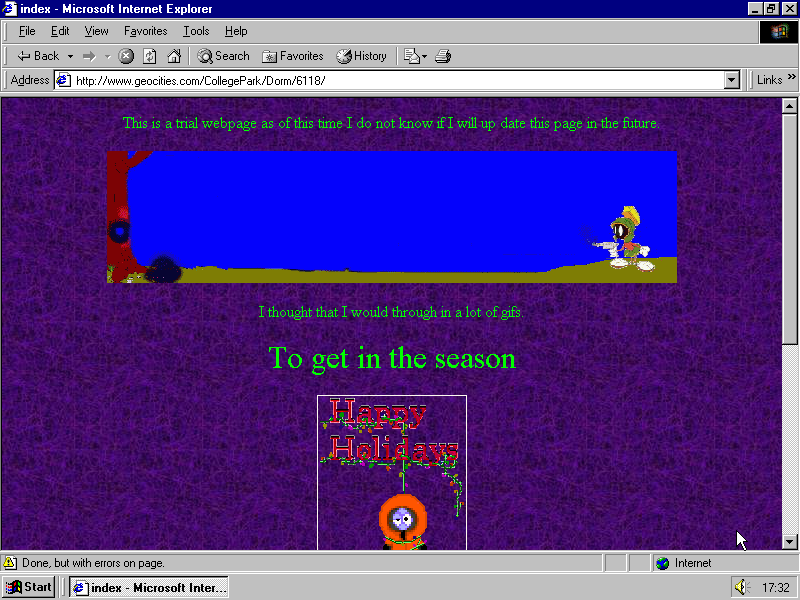 index - Microsoft Internet Explorer
File Edit View Favorites Tools Help
Back Search Favorites History
Address http://www.geocities.com/CollegePark/Dorm/6118/ Links »
This is a trial webpage as of this time I do not know if I will up date this page in the future.
I thought that I would through in a lot of gifs.
To get in the season
Happy
Holidays
Done, but with errors on page. Internet
Start index - Microsoft Inter... 17:32